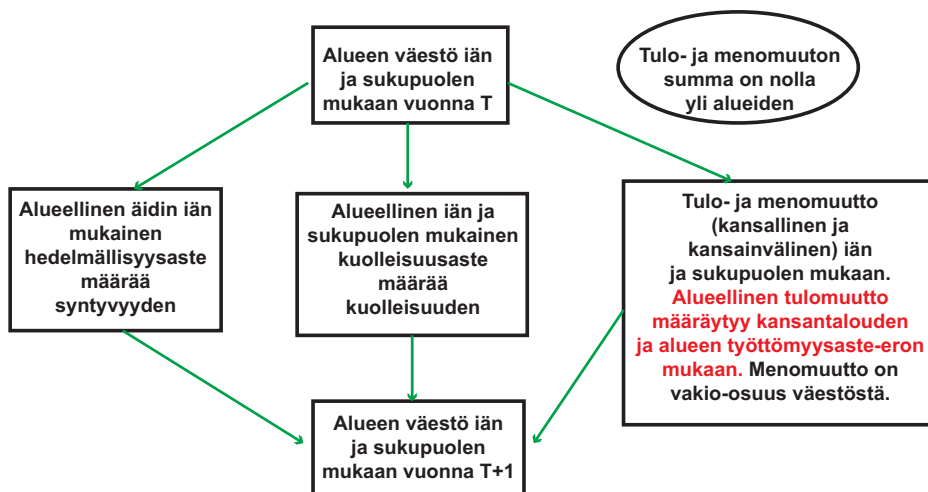 Alueen väestö iän
ja sukupuolen
mukaan vuonna T
Tulo- ja menomuuton
summa on nolla
yli alueiden
Alueellinen äidin iän
mukainen
hedelmällisyysaste
määrää
syntyvyyden
Alueellinen iän ja
sukupuolen mukainen
kuolleisuusaste
määrää
kuolleisuuden
Tulo- ja menomuutto
(kansallinen ja
kansainvälinen) iän
ja sukupuolen mukaan.
Alueellinen tulomuutto
määräytyy kansantalouden
ja alueen työttömyysaste-eron
mukaan. Menomuutto on
vakio-osuus väestöstä.
Alueen väestö iän
ja sukupuolen
mukaan vuonna T+1